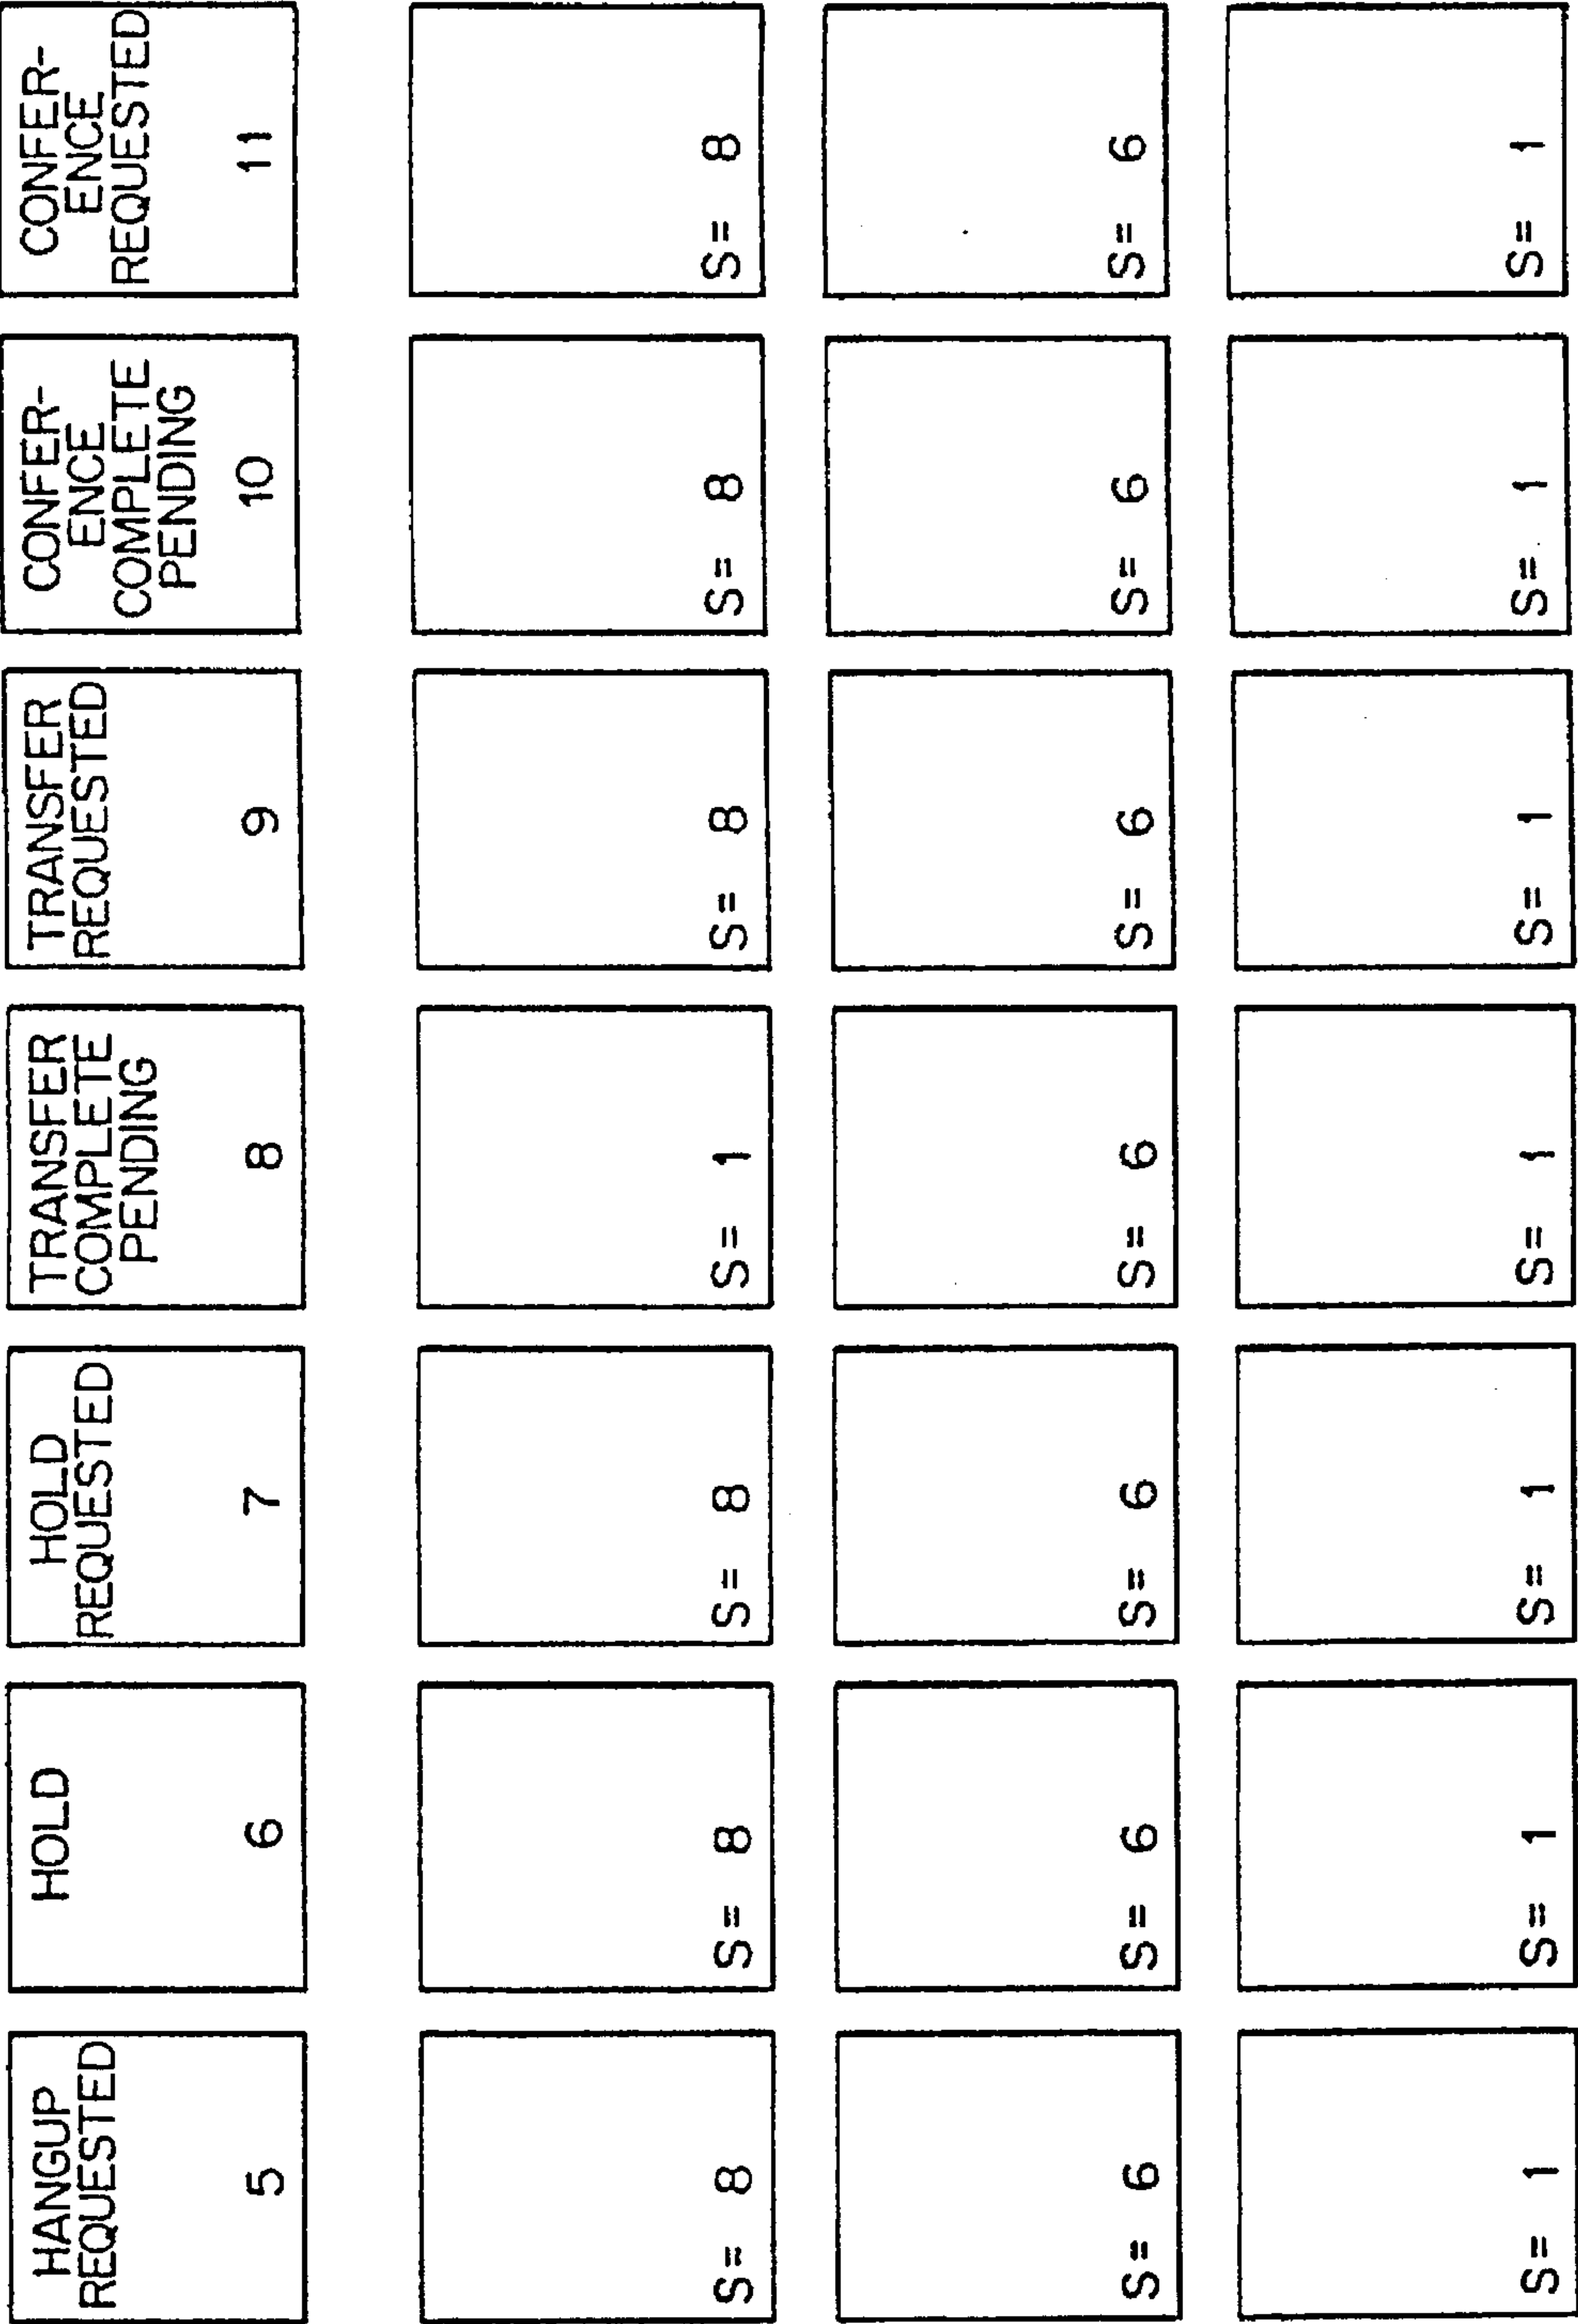 HANGUP
REQUESTED
5
HOLD
6
HOLD
REQUESTED
7
TRANSFER
COMPLETE
PENDING
8
TRANSFER
REQUESTED
9
CONFER-
ENCE
COMPLETE
PENDING
10
CONFER-
ENCE
REQUESTED
11
S= 8
S= 8
S= 8
S= 1
S= 8
S= 8
S= 8
S= 6
S= 6
S= 6
S= 6
S= 6
S= 6
S= 6
S= 1
S= 1
S= 1
S= 1
S= 1
S= 1
S= 1